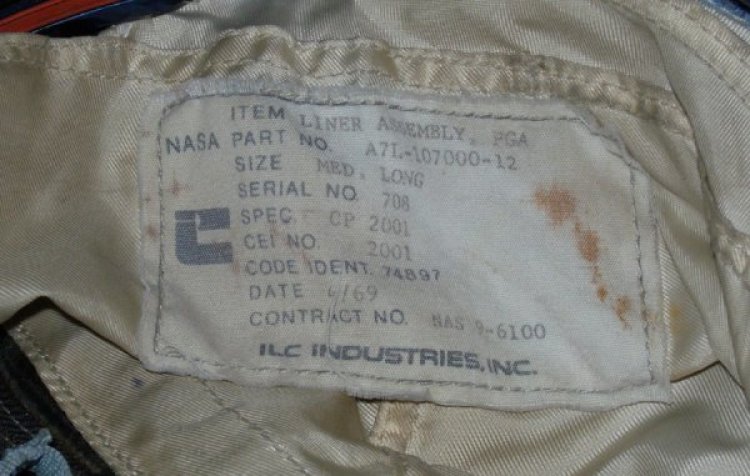 ITEM LINER ASSEMBLY, PGA
NASA PART NO. A7L-107000-12
SIZE MED. LONG
SERIAL NO. 708
SPEC. CP 2001
CEI NO. 2001
CODE IDENT. 74897
DATE /69
CONTRACT NO. NAS 9-6100
ILC INDUSTRIES, INC.